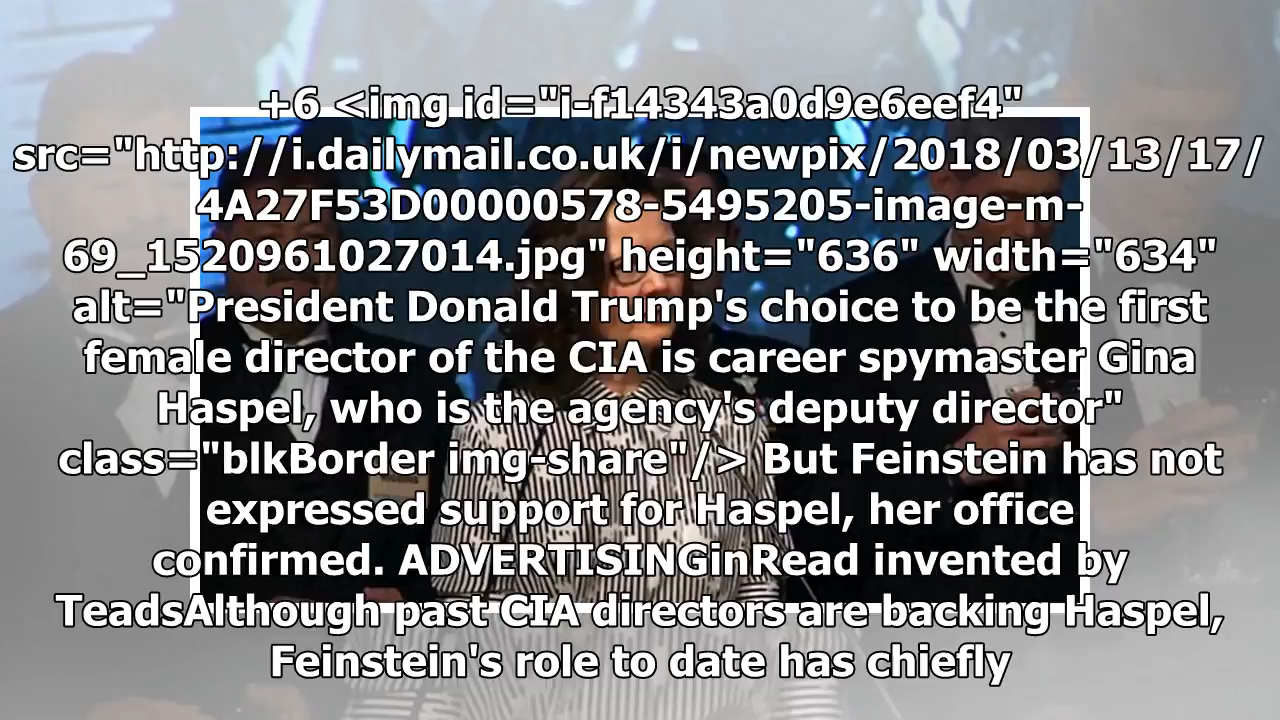 +6 <img id="i-f14343a0d9e6eef4"
src="http://i.dailymail.co.uk/i/newpix/2018/03/13/17/
4A27F53D00000578-5495205-image-m-
69_1520961027014.jpg" height="636" width="634"
alt="President Donald Trump's choice to be the first
female director of the CIA is career spymaster Gina
Haspel, who is the agency's deputy director"
class="blkBorder img-share"/> But Feinstein has not
expressed support for Haspel, her office
confirmed. ADVERTISINGinRead invented by
TeadsAlthough past CIA directors are backing Haspel,
Feinstein's role to date has chiefly